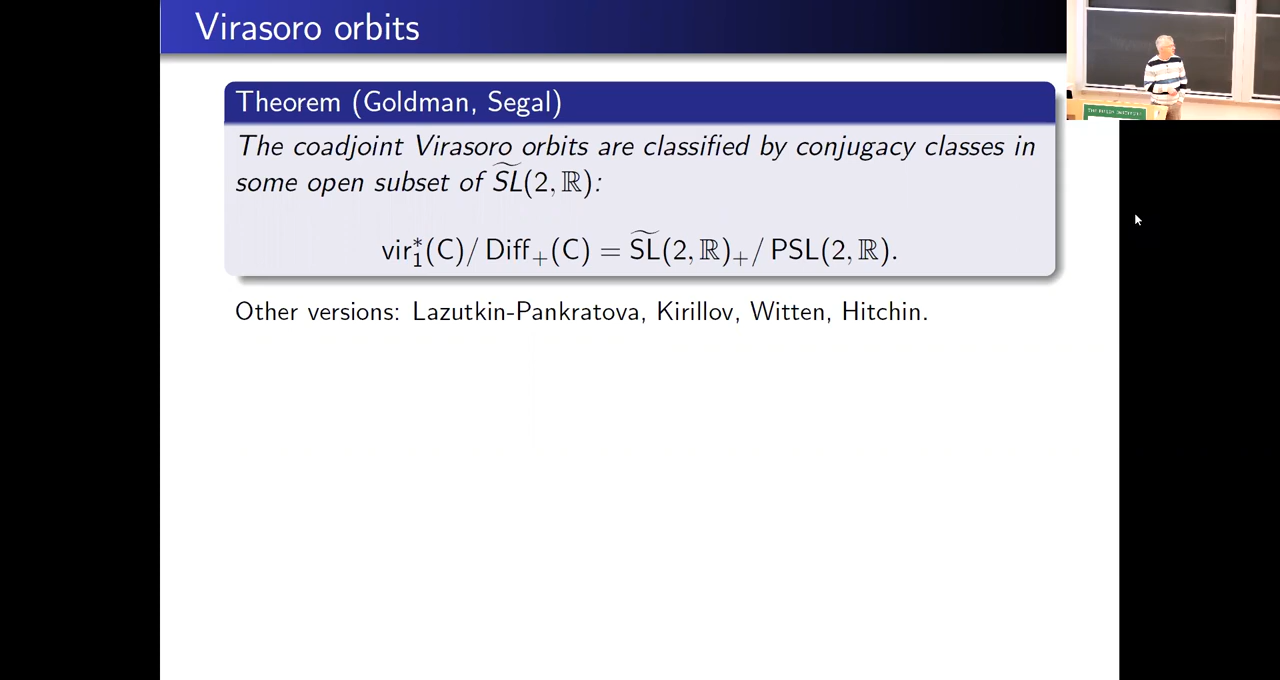 Virasoro orbits
Theorem (Goldman, Segal)
The coadjoint Virasoro orbits are classified by conjugacy classes in
some open subset of S̃L(2, ℝ):
vir₁*(C)/ Diff₊(C) = S̃L(2, ℝ)₊/ PSL(2, ℝ).
Other versions: Lazutkin-Pankratova, Kirillov, Witten, Hitchin.